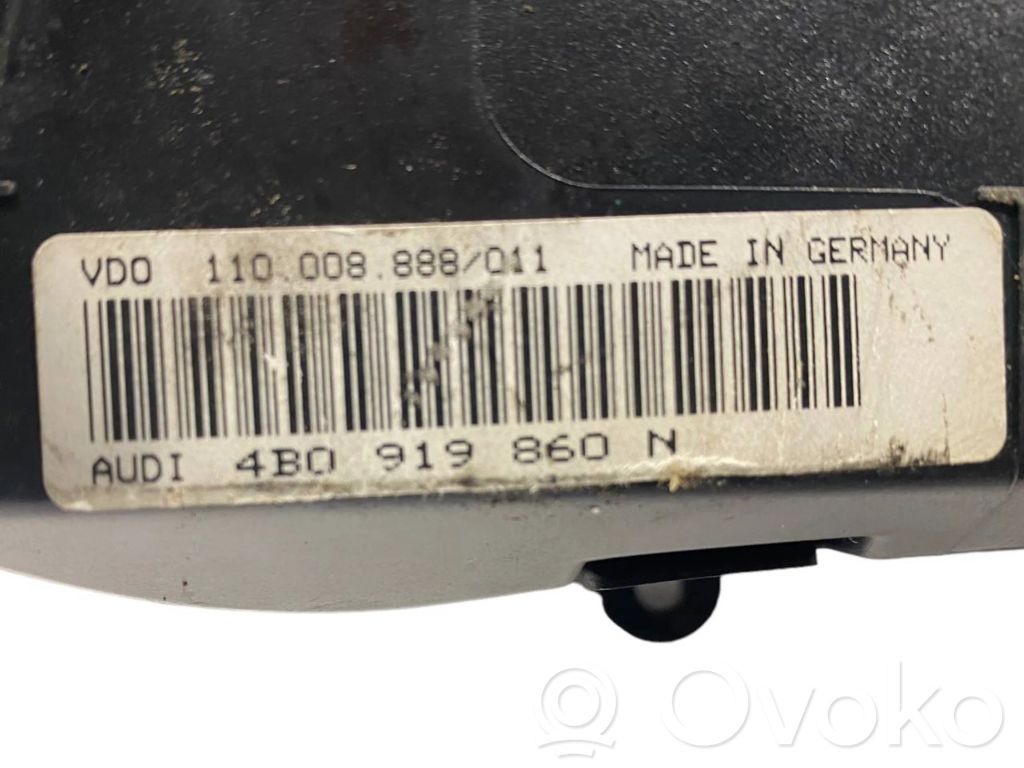 VDO 110.008.888/011 MADE IN GERMANY
AUDI 4B0 919 860 N
Ovoko